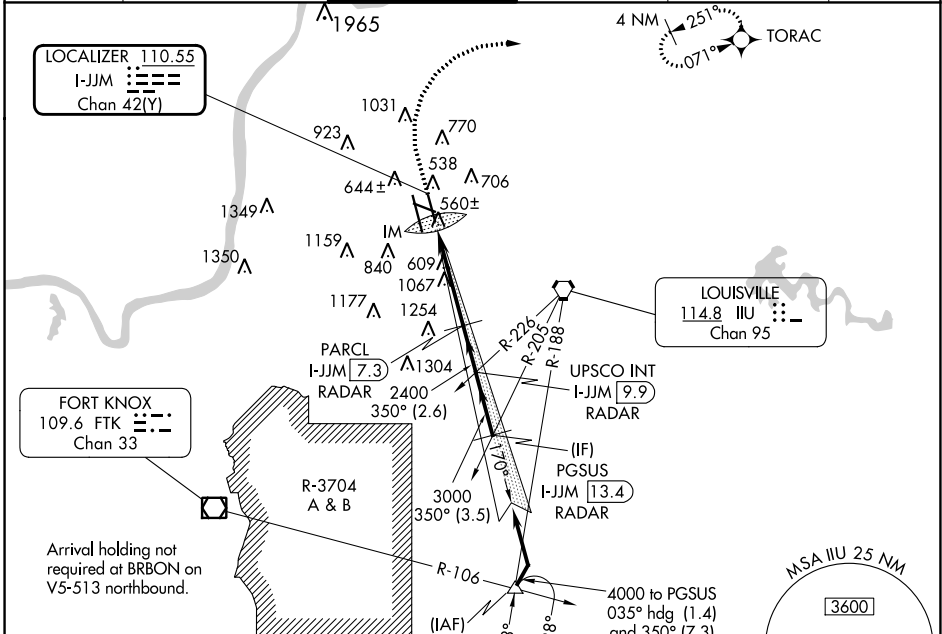 1965
4 NM
251°
071°
TORAC
LOCALIZER 110.55
I-JJM
Chan 42(Y)
1031
923
770
538
644±
706
560±
1349
IM
1159
840
609
1350
1067
1177
1254
LOUISVILLE
114.8 IIU
Chan 95
R-226
R-205
R-188
PARCL
I-JJM 7.3
RADAR
1304
2400
350° (2.6)
UPSCO INT
I-JJM 9.9
RADAR
FORT KNOX
109.6 FTK
Chan 33
(IF)
PGSUS
I-JJM 13.4
RADAR
170°
R-3704
A & B
3000
350° (3.5)
Arrival holding not
required at BRBON on
V5-513 northbound.
R-106
(IAF)
4000 to PGSUS
035° hdg (1.4)
and 350° (7.3)
MSA IIU 25 NM
3600